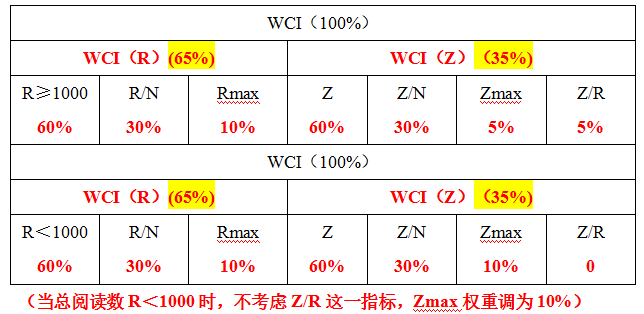 WCI（100%）
WCI（R）(65%) WCI（Z）（35%）
R≥1000 R/N Rmax Z Z/N Zmax Z/R
60% 30% 10% 60% 30% 5% 5%
WCI（100%）
WCI（R）(65%) WCI（Z）（35%）
R＜1000 R/N Rmax Z Z/N Zmax Z/R
60% 30% 10% 60% 30% 10% 0
（当总阅读数 R＜1000 时，不考虑 Z/R 这一指标，Zmax 权重调为 10%）